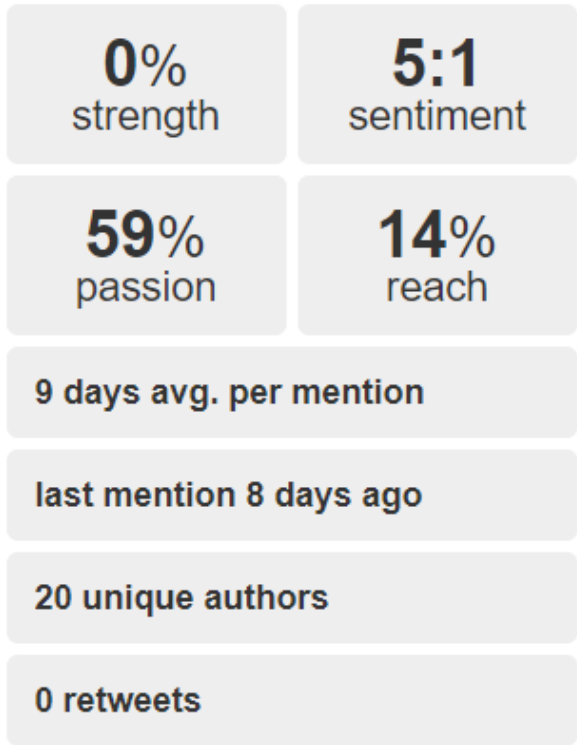 0% 5:1
strength sentiment
59% 14%
passion reach
9 days avg. per mention
last mention 8 days ago
20 unique authors
0 retweets